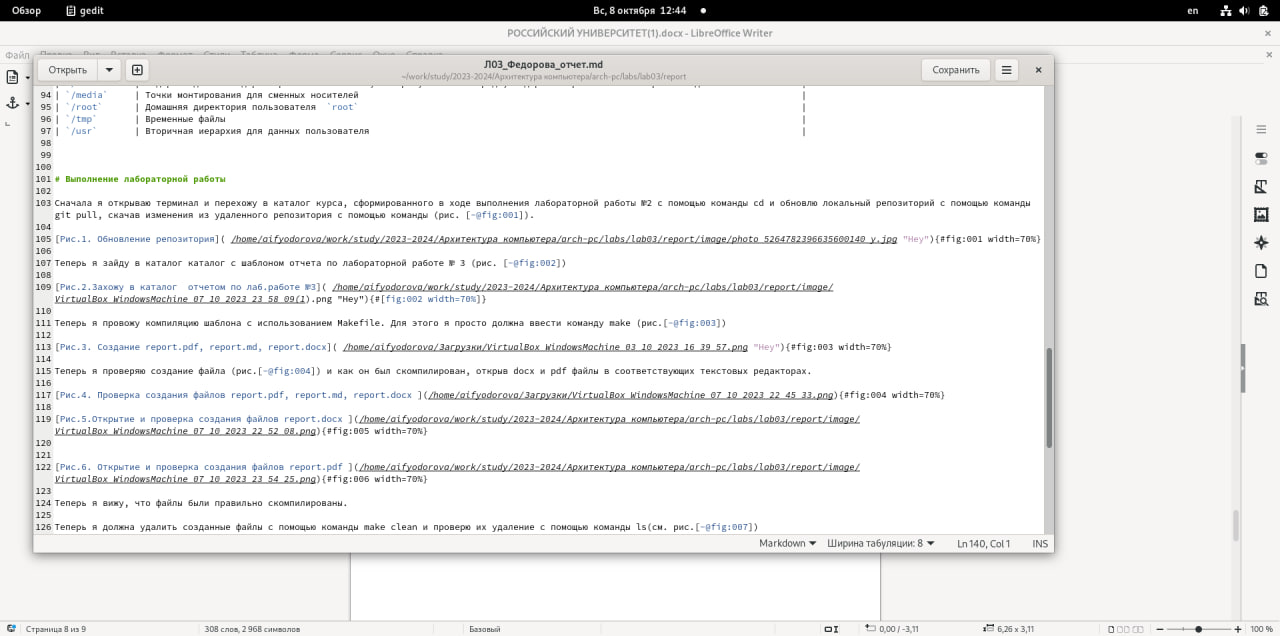 Обзор gedit Вс, 8 октября 12:44 en
РОССИЙСКИЙ УНИВЕРСИТЕТ(1).docx - LibreOffice Writer
Файл Правка Вид Вставка Формат Стили Таблица Форма Сервис Окно Справка
Открыть Л03_Федорова_отчет.md Сохранить
~/work/study/2023-2024/Архитектура компьютера/arch-pc/labs/lab03/report
94 | `/media` | Точки монтирования для сменных носителей |
95 | `/root` | Домашняя директория пользователя `root` |
96 | `/tmp` | Временные файлы |
97 | `/usr` | Вторичная иерархия для данных пользователя |
98
99
100
101 # Выполнение лабораторной работы
102
103 Сначала я открываю терминал и перехожу в каталог курса, сформированного в ходе выполнения лабораторной работы №2 с помощью команды cd и обновлю локальный репозиторий с помощью команды
git pull, скачав изменения из удаленного репозитория с помощью команды (рис. [-@fig:001]).
104
105 [Рис.1. Обновление репозитория]( /home/aifyodorova/work/study/2023-2024/Архитектура_компьютера/arch-pc/labs/lab03/report/image/photo_5264782396635600140_y.jpg "Hey"){#fig:001 width=70%}
106
107 Теперь я зайду в каталог каталог с шаблоном отчета по лабораторной работе № 3 (рис. [-@fig:002])
108
109 [Рис.2.Захожу в каталог отчетом по лаб.работе №3]( /home/aifyodorova/work/study/2023-2024/Архитектура_компьютера/arch-pc/labs/lab03/report/image/
VirtualBox_WindowsMachine_07_10_2023_23_58_09(1).png "Hey"){#[fig:002 width=70%]}
110
111 Теперь я провожу компиляцию шаблона с использованием Makefile. Для этого я просто должна ввести команду make (рис.[-@fig:003])
112
113 [Рис.3. Создание report.pdf, report.md, report.docx]( /home/aifyodorova/Загрузки/VirtualBox_WindowsMachine_03_10_2023_16_39_57.png "Hey"){#fig:003 width=70%}
114
115 Теперь я проверяю создание файла (рис.[-@fig:004]) и как он был скомпилирован, открыв docx и pdf файлы в соответствующих текстовых редакторах.
116
117 [Рис.4. Проверка создания файлов report.pdf, report.md, report.docx ](/home/aifyodorova/Загрузки/VirtualBox_WindowsMachine_07_10_2023_22_45_33.png){#fig:004 width=70%}
118
119 [Рис.5.Открытие и проверка создания файлов report.docx ](/home/aifyodorova/work/study/2023-2024/Архитектура_компьютера/arch-pc/labs/lab03/report/image/
VirtualBox_WindowsMachine_07_10_2023_22_52_08.png){#fig:005 width=70%}
120
121
122 [Рис.6. Открытие и проверка создания файлов report.pdf ](/home/aifyodorova/work/study/2023-2024/Архитектура_компьютера/arch-pc/labs/lab03/report/image/
VirtualBox_WindowsMachine_07_10_2023_23_54_25.png){#fig:006 width=70%}
123
124 Теперь я вижу, что файлы были правильно скомпилированы.
125
126 Теперь я должна удалить созданные файлы с помощью команды make clean и проверю их удаление с помощью команды ls(см. рис.[-@fig:007])
Markdown Ширина табуляции: 8 Ln 140, Col 1 INS
Страница 8 из 9 308 слов, 2 968 символов Базовый 0,00 / -3,11 6,26 x 3,11 100 %